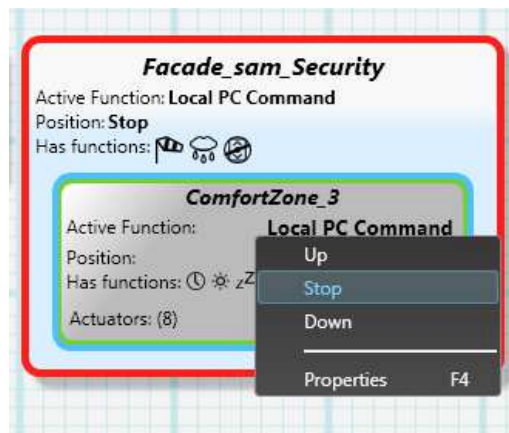 Facade_sam_Security
Active Function: Local PC Command
Position: Stop
Has functions:
ComfortZone_3
Active Function: Local PC Command
Position:
Has functions: zZ
Actuators: (8)
Up
Stop
Down
Properties F4